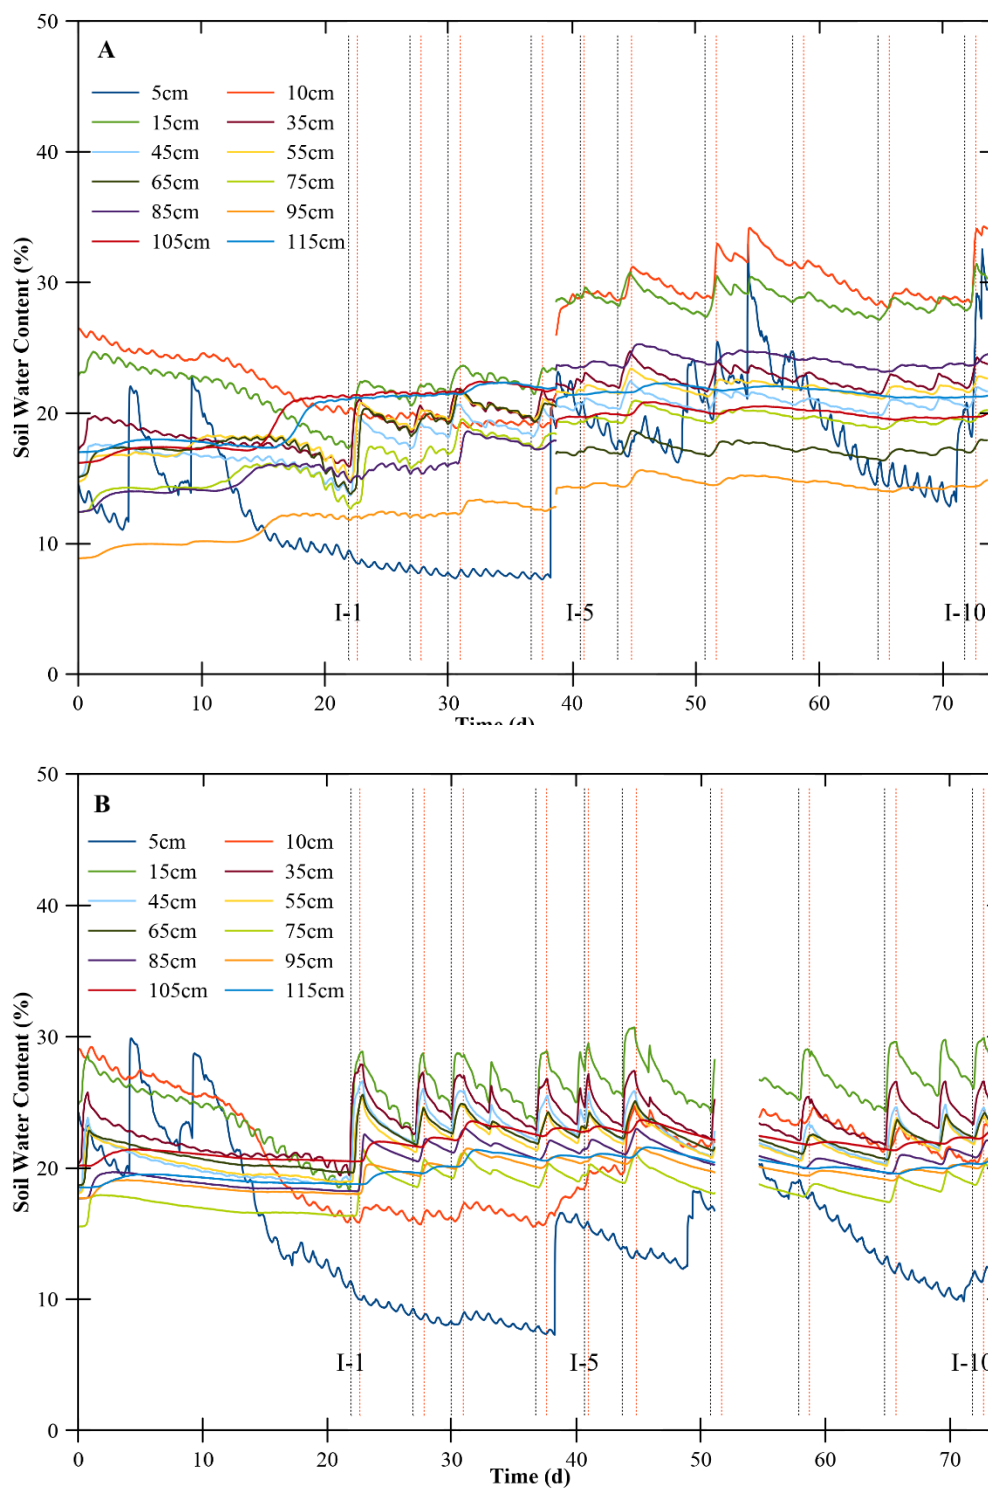 50
A
5cm 10cm
15cm 35cm
45cm 55cm
65cm 75cm
85cm 95cm
105cm 115cm
40
30
20
10
0
Soil Water Content (%)
I-1 I-5 I-10
0 10 20 30 40 50 60 70
Time (d)
50
B
5cm 10cm
15cm 35cm
45cm 55cm
65cm 75cm
85cm 95cm
105cm 115cm
40
30
20
10
0
Soil Water Content (%)
I-1 I-5 I-10
0 10 20 30 40 50 60 70
Time (d)